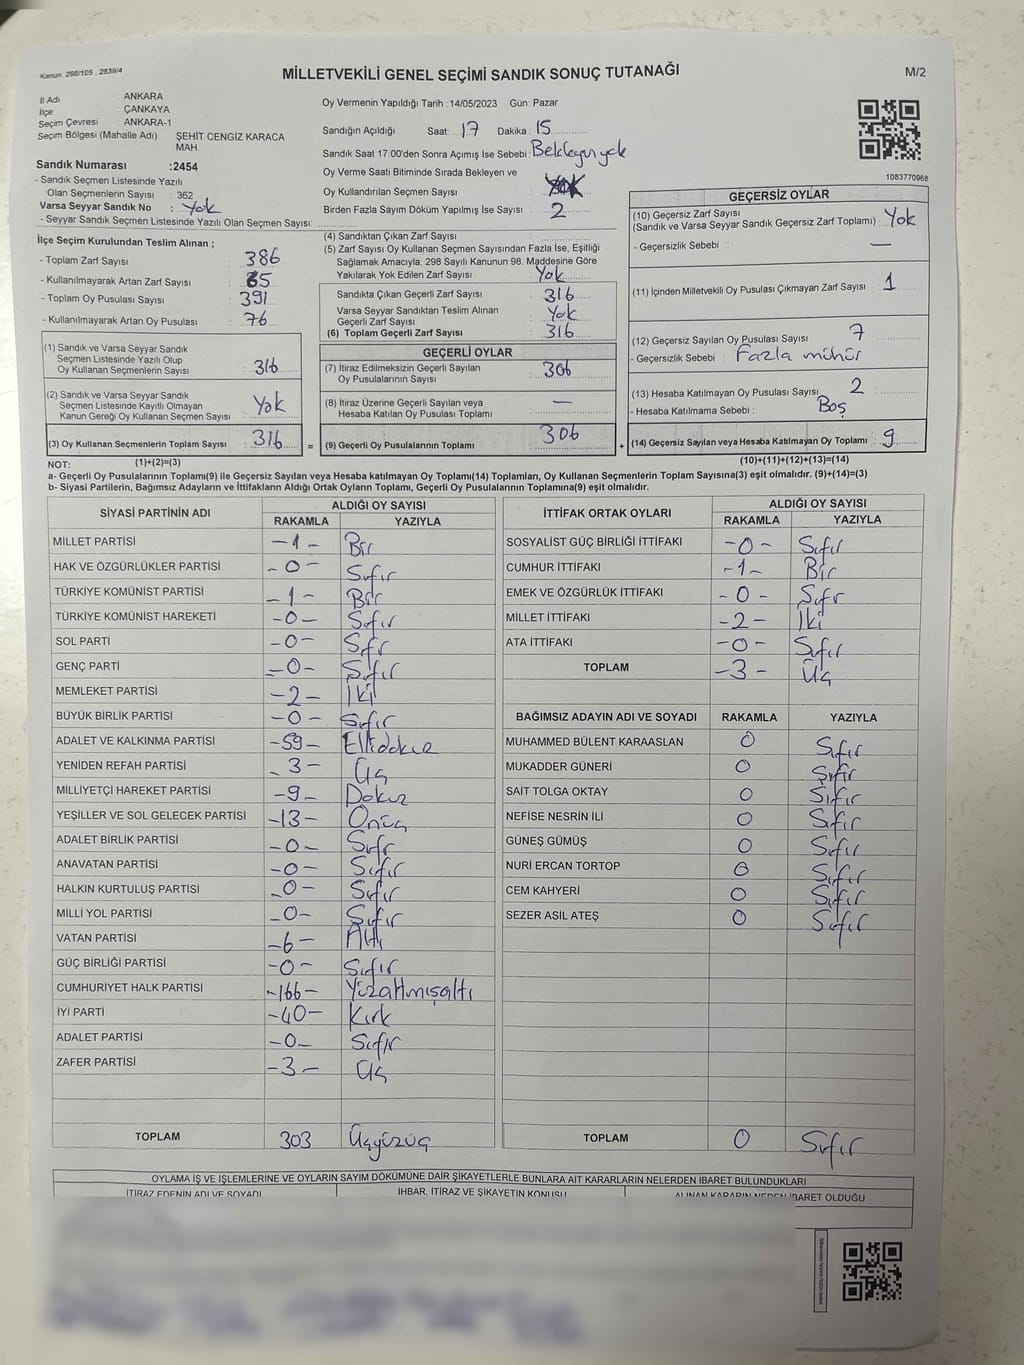 Kanun. 298/105 , 2839/4
MİLLETVEKİLİ GENEL SEÇİMİ SANDIK SONUÇ TUTANAĞI
M/2
İl Adı : ANKARA
İlçe : ÇANKAYA
Seçim Çevresi : ANKARA-1
Seçim Bölgesi (Mahalle Adı) ŞEHİT CENGİZ KARACA MAH.
Sandık Numarası :2454
- Sandık Seçmen Listesinde Yazılı
Olan Seçmenlerin Sayısı : 362
Varsa Seyyar Sandık No : Yok
- Seyyar Sandık Seçmen Listesinde Yazılı Olan Seçmen Sayısı:
Oy Vermenin Yapıldığı Tarih :14/05/2023 Gün: Pazar
Sandığın Açıldığı Saat: 17 Dakika : 15
Sandık Saat 17:00'den Sonra Açımış İse Sebebi :
Oy Verme Saati Bitiminde Sırada Bekleyen ve
Oy Kullandırılan Seçmen Sayısı
Birden Fazla Sayım Döküm Yapılmış İse Sayısı : 2
1083770968
İlçe Seçim Kurulundan Teslim Alınan ;
- Toplam Zarf Sayısı : 386
- Kullanılmayarak Artan Zarf Sayısı :
- Toplam Oy Pusulası Sayısı : 391
- Kullanılmayarak Artan Oy Pusulası : 76
(4) Sandıktan Çıkan Zarf Sayısı :
(5) Zarf Sayısı Oy Kullanan Seçmen Sayısından Fazla İse, Eşitliği
Sağlamak Amacıyla; 298 Sayılı Kanunun 98. Maddesine Göre
Yakılarak Yok Edilen Zarf Sayısı : Yok
Sandıkta Çıkan Geçerli Zarf Sayısı : 316
Varsa Seyyar Sandıktan Teslim Alınan
Geçerli Zarf Sayısı : Yok
(6) Toplam Geçerli Zarf Sayısı : 316
GEÇERSİZ OYLAR
(10) Geçersiz Zarf Sayısı
(Sandık ve Varsa Seyyar Sandık Geçersiz Zarf Toplamı) : Yok
- Geçersizlik Sebebi : —
(11) İçinden Milletvekili Oy Pusulası Çıkmayan Zarf Sayısı : 1
(12) Geçersiz Sayılan Oy Pusulası Sayısı : 7
- Geçersizlik Sebebi : Fazla mühür
(13) Hesaba Katılmayan Oy Pusulası Sayısı : 2
- Hesaba Katılmama Sebebi : Boş
(14) Geçersiz Sayılan veya Hesaba Katılmayan Oy Toplamı : 9
(10)+(11)+(12)+(13)=(14)
(1) Sandık ve Varsa Seyyar Sandık
Seçmen Listesinde Yazılı Olup
Oy Kullanan Seçmenlerin Sayısı : 316
(2) Sandık ve Varsa Seyyar Sandık
Seçmen Listesinde Kayıtlı Olmayan
Kanun Gereği Oy Kullanan Seçmen Sayısı : Yok
(3) Oy Kullanan Seçmenlerin Toplam Sayısı : 316 =
(1)+(2)=(3)
GEÇERLİ OYLAR
(7) İtiraz Edilmeksizin Geçerli Sayılan
Oy Pusulalarının Sayısı : 306
(8) İtiraz Üzerine Geçerli Sayılan veya
Hesaba Katılan Oy Pusulası Toplamı : —
(9) Geçerli Oy Pusulalarının Toplamı : 306 +
NOT:
a- Geçerli Oy Pusulalarının Toplamı(9) ile Geçersiz Sayılan veya Hesaba katılmayan Oy Toplamı(14) Toplamları, Oy Kullanan Seçmenlerin Toplam Sayısına(3) eşit olmalıdır. (9)+(14)=(3)
b- Siyasi Partilerin, Bağımsız Adayların ve İttifakların Aldığı Ortak Oyların Toplamı, Geçerli Oy Pusulalarının Toplamına(9) eşit olmalıdır.
SİYASİ PARTİNİN ADI ALDIĞI OY SAYISI
RAKAMLA YAZIYLA
MİLLET PARTİSİ -1- Bir
HAK VE ÖZGÜRLÜKLER PARTİSİ -0- Sıfır
TÜRKİYE KOMÜNİST PARTİSİ -1- Bir
TÜRKİYE KOMÜNİST HAREKETİ -0- Sıfır
SOL PARTİ -0- Sıfır
GENÇ PARTİ -0- Sıfır
MEMLEKET PARTİSİ -2- İki
BÜYÜK BİRLİK PARTİSİ -0- Sıfır
ADALET VE KALKINMA PARTİSİ -59- Ellidokuz
YENİDEN REFAH PARTİSİ -3- Üç
MİLLİYETÇİ HAREKET PARTİSİ -9- Dokuz
YEŞİLLER VE SOL GELECEK PARTİSİ -13- Onüç
ADALET BİRLİK PARTİSİ -0- Sıfır
ANAVATAN PARTİSİ -0- Sıfır
HALKIN KURTULUŞ PARTİSİ -0- Sıfır
MİLLİ YOL PARTİSİ -0- Sıfır
VATAN PARTİSİ -6- Altı
GÜÇ BİRLİĞİ PARTİSİ -0- Sıfır
CUMHURİYET HALK PARTİSİ -166- Yüzaltmışaltı
İYİ PARTİ -40- Kırk
ADALET PARTİSİ -0- Sıfır
ZAFER PARTİSİ -3- Üç
TOPLAM 303 Üçyüzüç
İTTİFAK ORTAK OYLARI ALDIĞI OY SAYISI
RAKAMLA YAZIYLA
SOSYALİST GÜÇ BİRLİĞİ İTTİFAKI -0- Sıfır
CUMHUR İTTİFAKI -1- Bir
EMEK VE ÖZGÜRLÜK İTTİFAKI -0- Sıfır
MİLLET İTTİFAKI -2- İki
ATA İTTİFAKI -0- Sıfır
TOPLAM -3- Üç
BAĞIMSIZ ADAYIN ADI VE SOYADI RAKAMLA YAZIYLA
MUHAMMED BÜLENT KARAASLAN 0 Sıfır
MUKADDER GÜNERİ 0 Sıfır
SAİT TOLGA OKTAY 0 Sıfır
NEFİSE NESRİN İLİ 0 Sıfır
GÜNEŞ GÜMÜŞ 0 Sıfır
NURİ ERCAN TORTOP 0 Sıfır
CEM KAHYERİ 0 Sıfır
SEZER ASİL ATEŞ 0 Sıfır
TOPLAM 0 Sıfır
OYLAMA İŞ VE İŞLEMLERİNE VE OYLARIN SAYIM DÖKÜMÜNE DAİR ŞİKAYETLERLE BUNLARA AİT KARARLARIN NELERDEN İBARET BULUNDUKLARI
İTİRAZ EDENİN ADI VE SOYADI İHBAR, İTİRAZ VE ŞİKAYETİN KONUSU ALINAN KARARIN NEDEN İBARET OLDUĞU